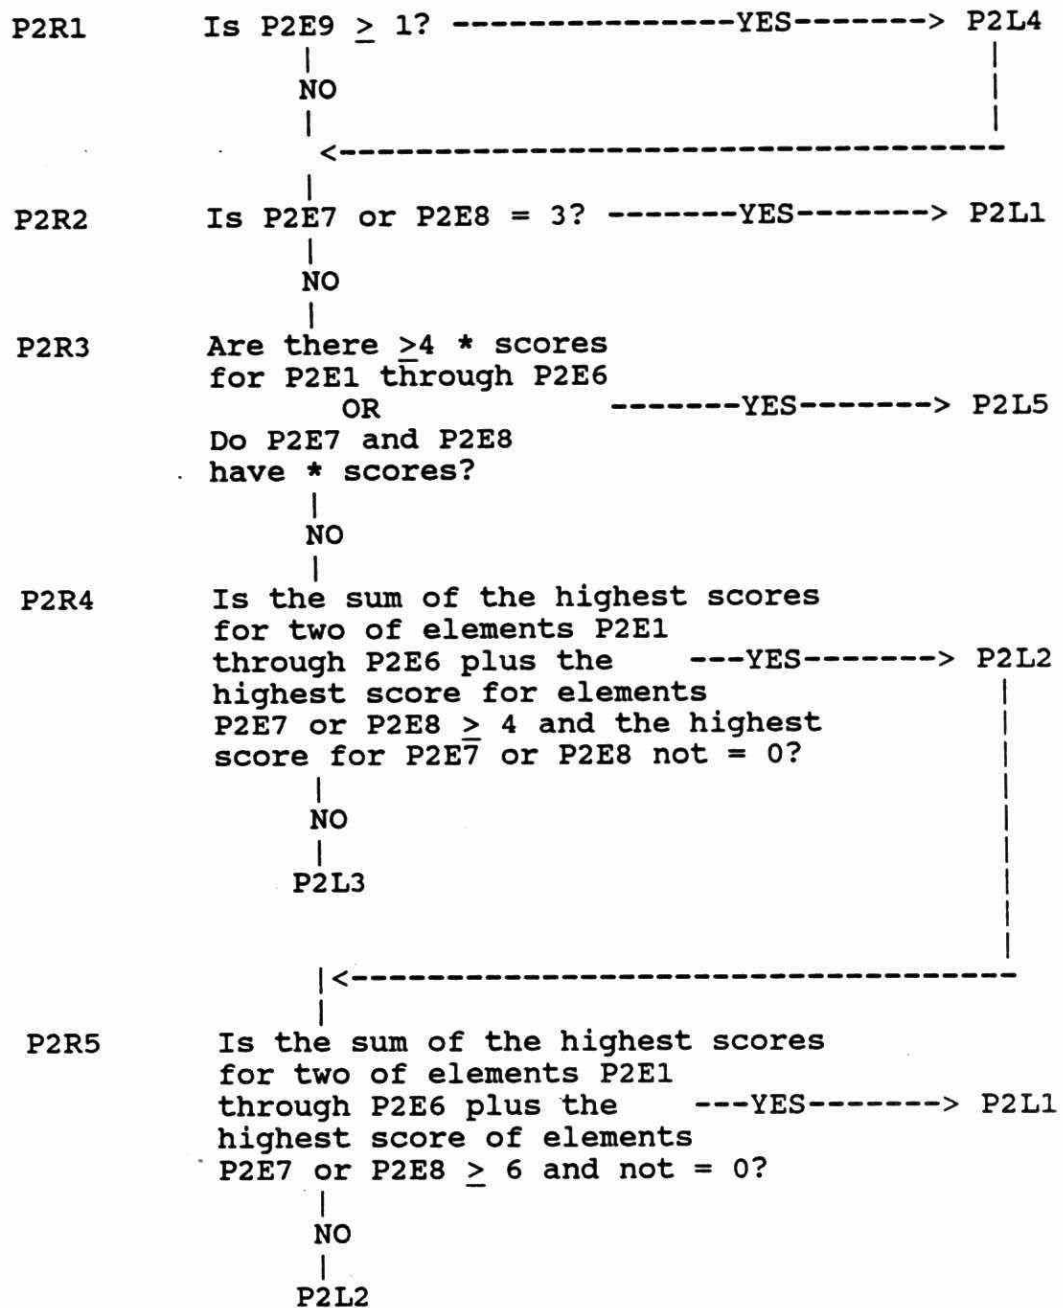 P2R1 Is P2E9 ≥ 1? ---------------YES-------> P2L4
|
NO
|
<-----------------------------------
|
P2R2 Is P2E7 or P2E8 = 3? -------YES-------> P2L1
|
NO
|
P2R3 Are there ≥4 * scores
for P2E1 through P2E6
OR -------YES-------> P2L5
Do P2E7 and P2E8
have * scores?
|
NO
|
P2R4 Is the sum of the highest scores
for two of elements P2E1
through P2E6 plus the ---YES-------> P2L2
highest score for elements
P2E7 or P2E8 ≥ 4 and the highest
score for P2E7 or P2E8 not = 0?
|
NO
|
P2L3
|<-----------------------------------
|
P2R5 Is the sum of the highest scores
for two of elements P2E1
through P2E6 plus the ---YES-------> P2L1
highest score of elements
P2E7 or P2E8 ≥ 6 and not = 0?
|
NO
|
P2L2